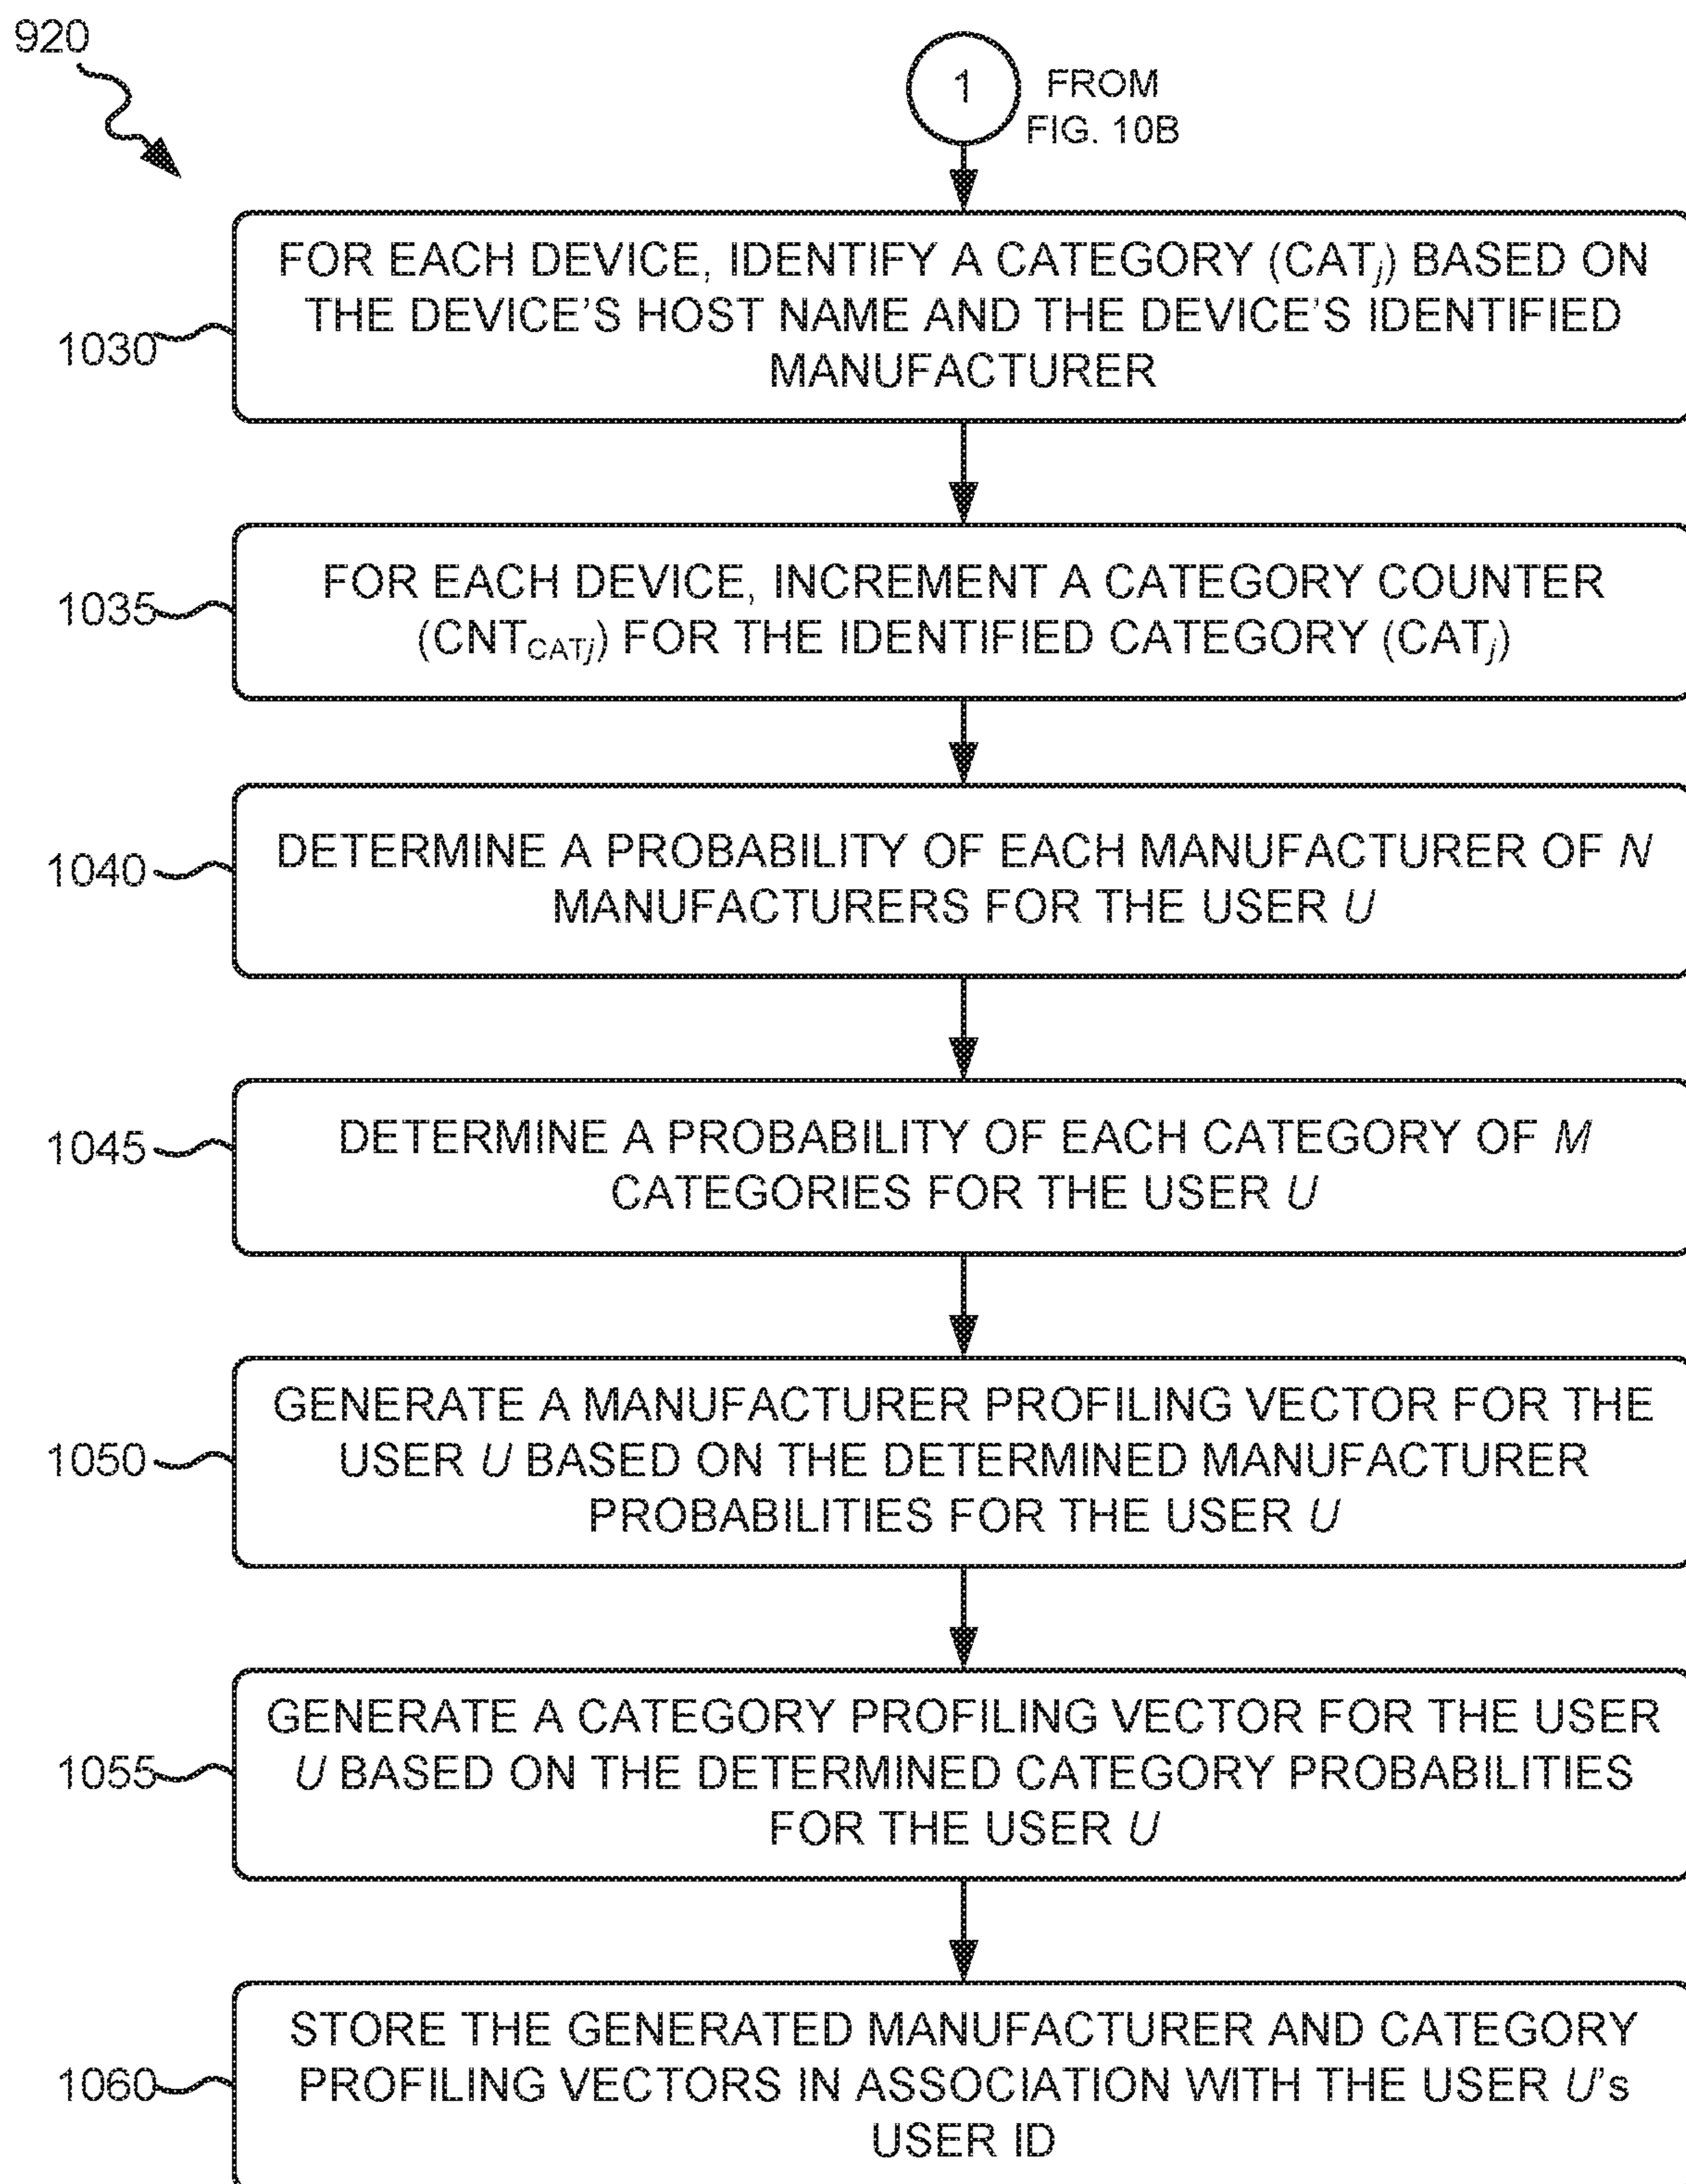 920
1 FROM
FIG. 10B
FOR EACH DEVICE, IDENTIFY A CATEGORY (CATj) BASED ON
THE DEVICE'S HOST NAME AND THE DEVICE'S IDENTIFIED
MANUFACTURER
1030
FOR EACH DEVICE, INCREMENT A CATEGORY COUNTER
(CNTCATj) FOR THE IDENTIFIED CATEGORY (CATj)
1035
DETERMINE A PROBABILITY OF EACH MANUFACTURER OF N
MANUFACTURERS FOR THE USER U
1040
DETERMINE A PROBABILITY OF EACH CATEGORY OF M
CATEGORIES FOR THE USER U
1045
GENERATE A MANUFACTURER PROFILING VECTOR FOR THE
USER U BASED ON THE DETERMINED MANUFACTURER
PROBABILITIES FOR THE USER U
1050
GENERATE A CATEGORY PROFILING VECTOR FOR THE USER
U BASED ON THE DETERMINED CATEGORY PROBABILITIES
FOR THE USER U
1055
STORE THE GENERATED MANUFACTURER AND CATEGORY
PROFILING VECTORS IN ASSOCIATION WITH THE USER U's
USER ID
1060